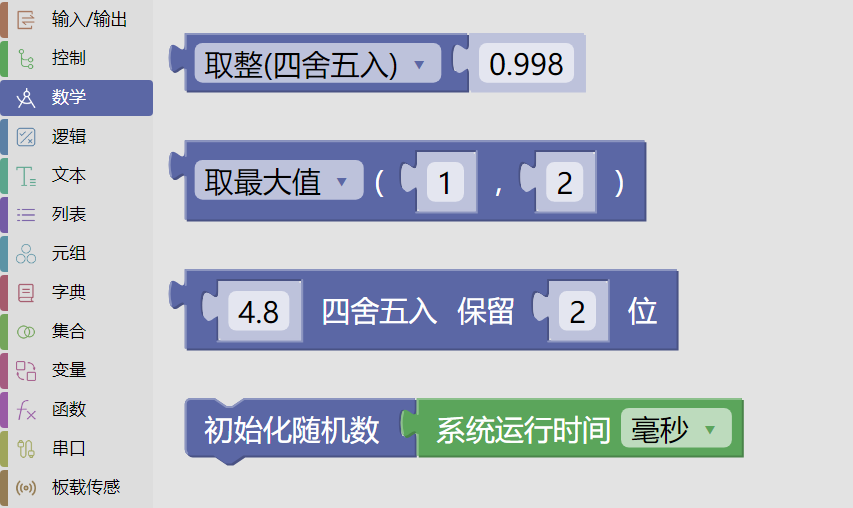 输入/输出
控制
数学
逻辑
文本
列表
元组
字典
集合
变量
函数
串口
板载传感
取整(四舍五入) 0.998
取最大值 ( 1 , 2 )
4.8 四舍五入 保留 2 位
初始化随机数 系统运行时间 毫秒